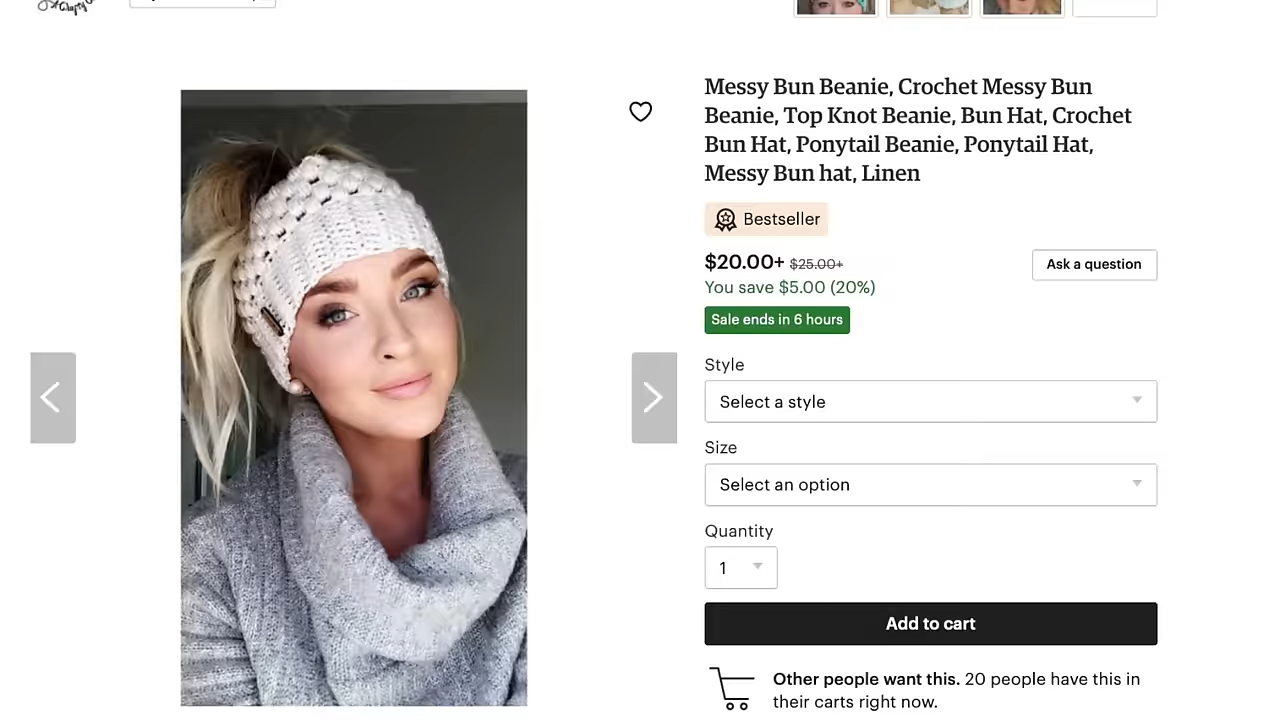 Messy Bun Beanie, Crochet Messy Bun
Beanie, Top Knot Beanie, Bun Hat, Crochet
Bun Hat, Ponytail Beanie, Ponytail Hat,
Messy Bun hat, Linen
Bestseller
$20.00+ $25.00+
Ask a question
You save $5.00 (20%)
Sale ends in 6 hours
Style
Select a style
Size
Select an option
Quantity
1
Add to cart
Other people want this. 20 people have this in
their carts right now.